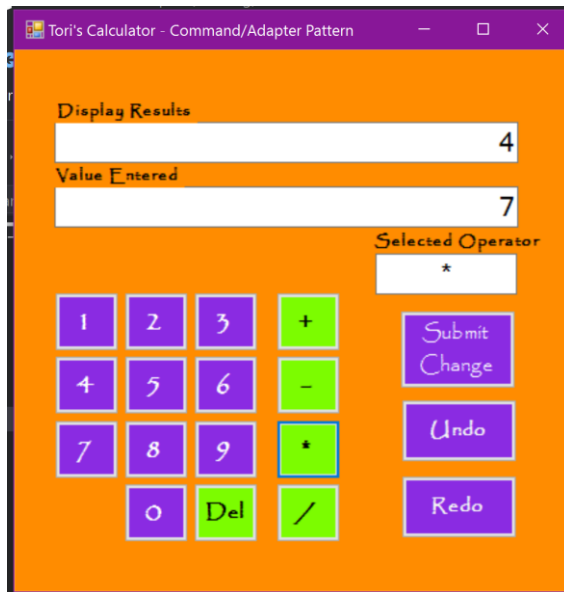 Tori's Calculator - Command/Adapter Pattern
Display Results
4
Value Entered
7
Selected Operator
*
1 2 3 +
4 5 6 -
7 8 9 *
0 Del /
Submit
Change
Undo
Redo